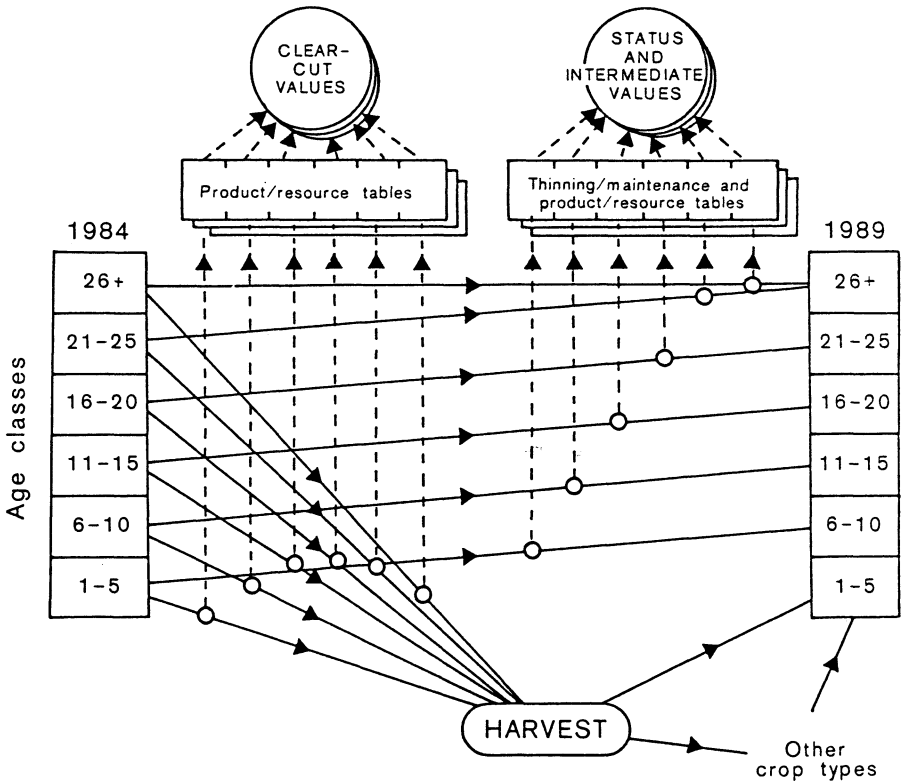 CLEAR-
CUT
VALUES
STATUS
AND
INTERMEDIATE
VALUES
Product/resource tables
Thinning/maintenance and
product/resource tables
1984
1989
Age classes
26+
21-25
16-20
11-15
6-10
1-5
26+
21-25
16-20
11-15
6-10
1-5
HARVEST
Other
crop types